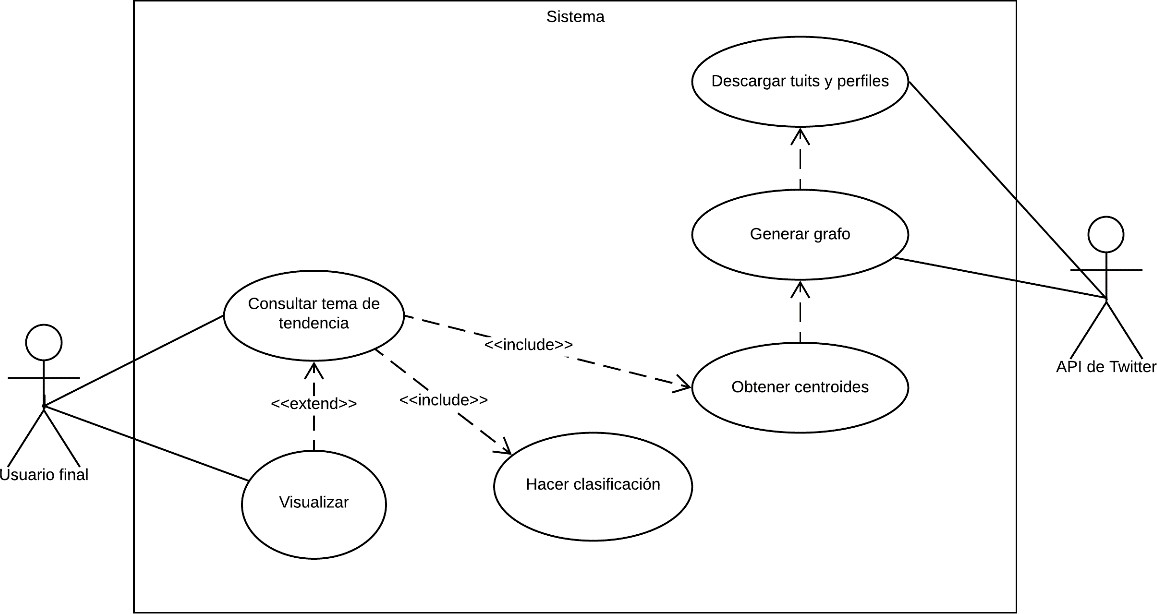 Sistema
Descargar tuits y perfiles
Generar grafo
Consultar tema de
tendencia
<<include>>
API de Twitter
Obtener centroides
<<extend>>
<<include>>
Usuario final
Hacer clasificación
Visualizar